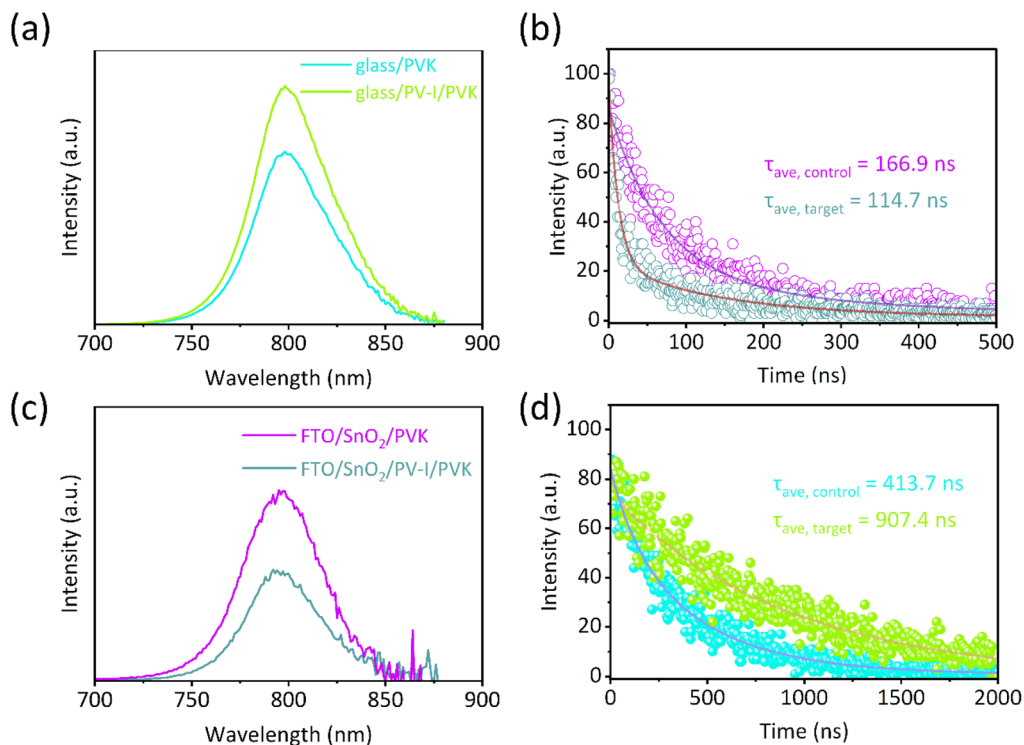 (a)
Intensity (a.u.)
glass/PVK
glass/PV-I/PVK
700 750 800 850 900
Wavelength (nm)
(b)
Intensity (a.u.)
100
80
60
40
20
0
τave, control = 166.9 ns
τave, target = 114.7 ns
0 100 200 300 400 500
Time (ns)
(c)
Intensity (a.u.)
FTO/SnO₂/PVK
FTO/SnO₂/PV-I/PVK
700 750 800 850 900
Wavelength (nm)
(d)
Intensity (a.u.)
100
80
60
40
20
0
τave, control = 413.7 ns
τave, target = 907.4 ns
0 500 1000 1500 2000
Time (ns)